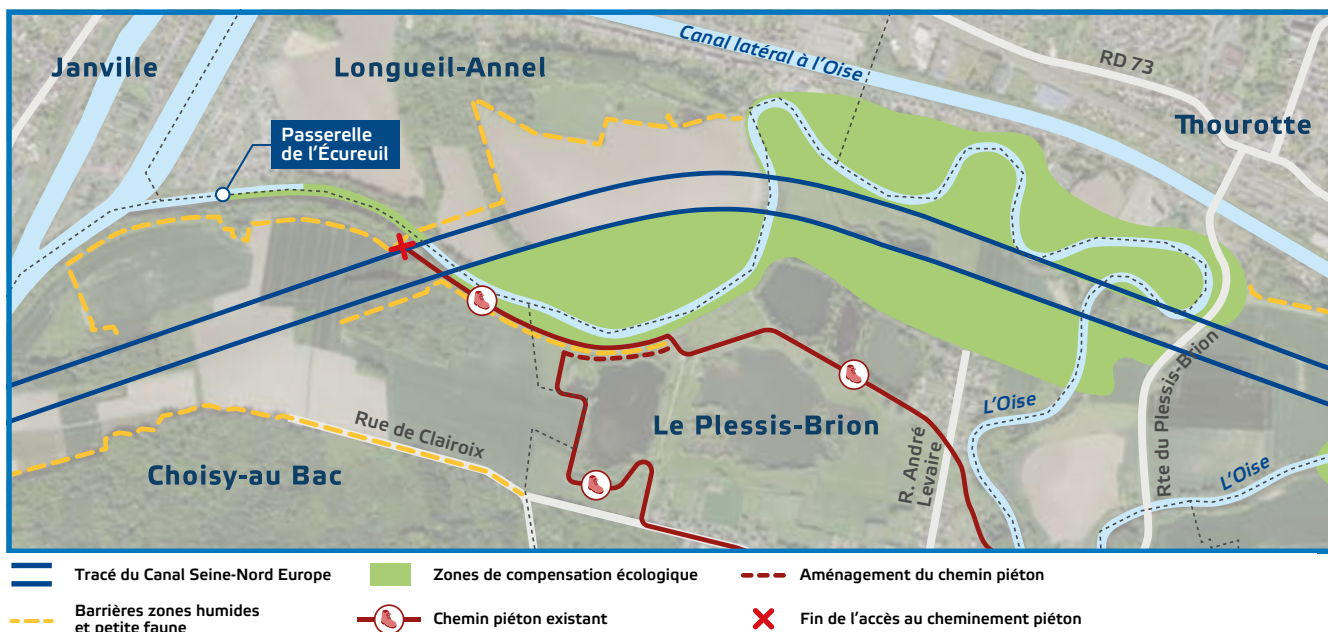 Janville
Longueil-Annel
Canal latéral à l'Oise
RD 73
Thourotte
Passerelle
de l'Écureuil
L'Oise
Rte du Plessis-Brion
Le Plessis-Brion
Rue de Clairoix
R. André
Levaire
L'Oise
Choisy-au Bac
Tracé du Canal Seine-Nord Europe
Zones de compensation écologique
Aménagement du chemin piéton
Barrières zones humides
et petite faune
Chemin piéton existant
Fin de l'accès au cheminement piéton